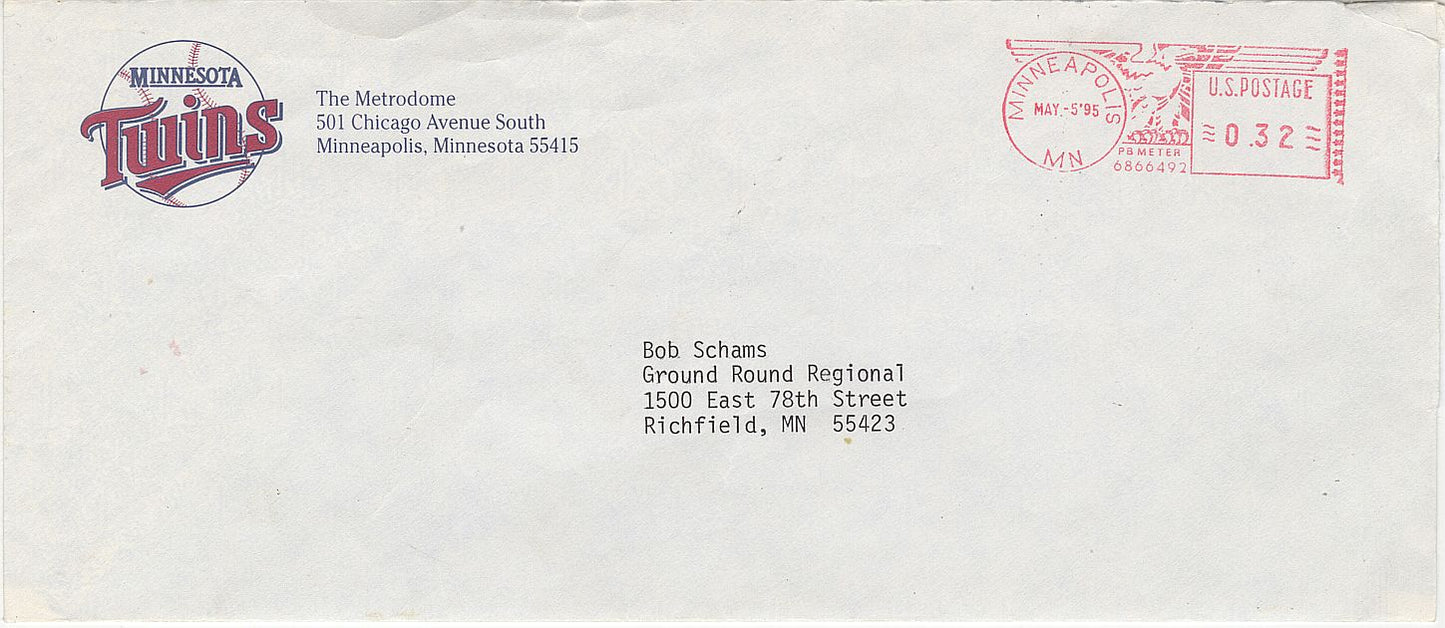 MINNESOTA
Twins
The Metrodome
501 Chicago Avenue South
Minneapolis, Minnesota 55415
MINNEAPOLIS
MAY.-5'95
MN
PB METER
6866492
U.S.POSTAGE
0.32
Bob Schams
Ground Round Regional
1500 East 78th Street
Richfield, MN  55423